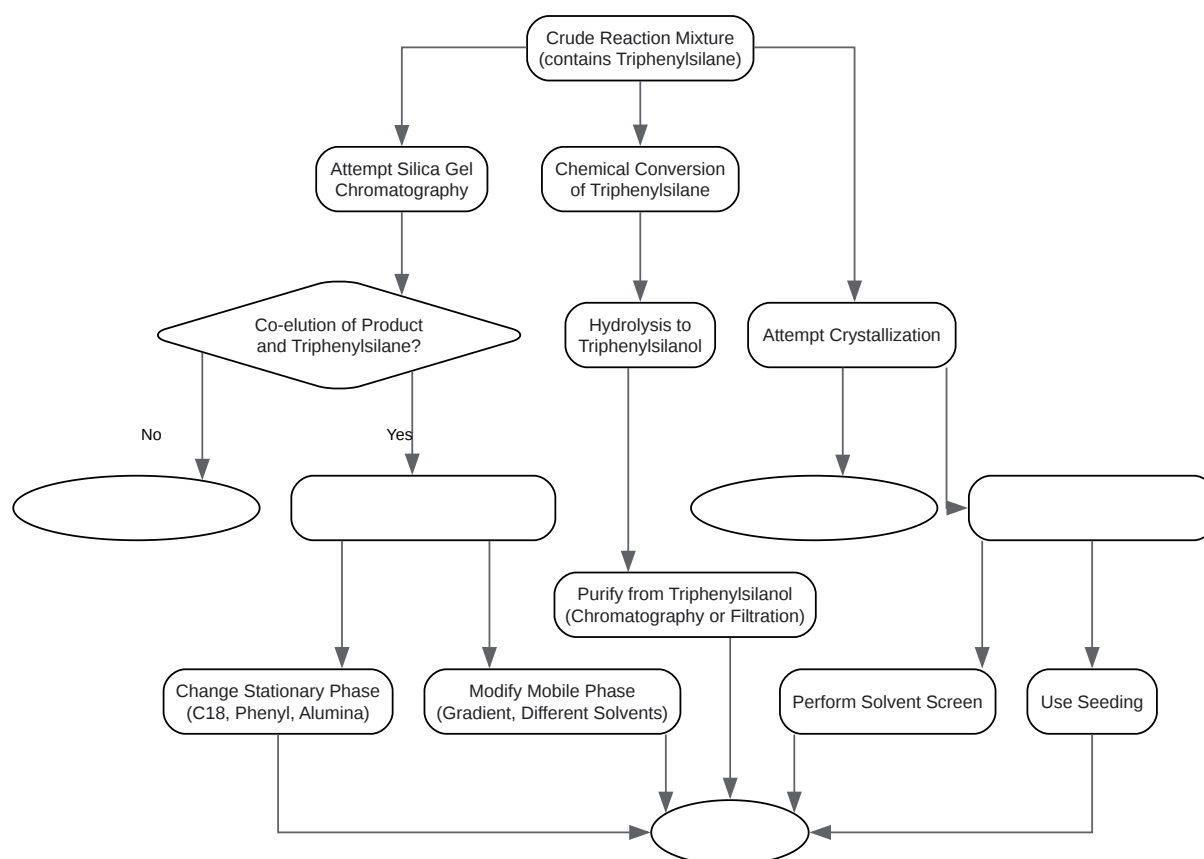 Crude Reaction Mixture
(contains Triphenylsilane)
Attempt Silica Gel
Chromatography
Chemical Conversion
of Triphenylsilane
Co-elution of Product
and Triphenylsilane?
Hydrolysis to
Triphenylsilanol
Attempt Crystallization
No
Yes
Purify from Triphenylsilanol
(Chromatography or Filtration)
Change Stationary Phase
(C18, Phenyl, Alumina)
Modify Mobile Phase
(Gradient, Different Solvents)
Perform Solvent Screen
Use Seeding